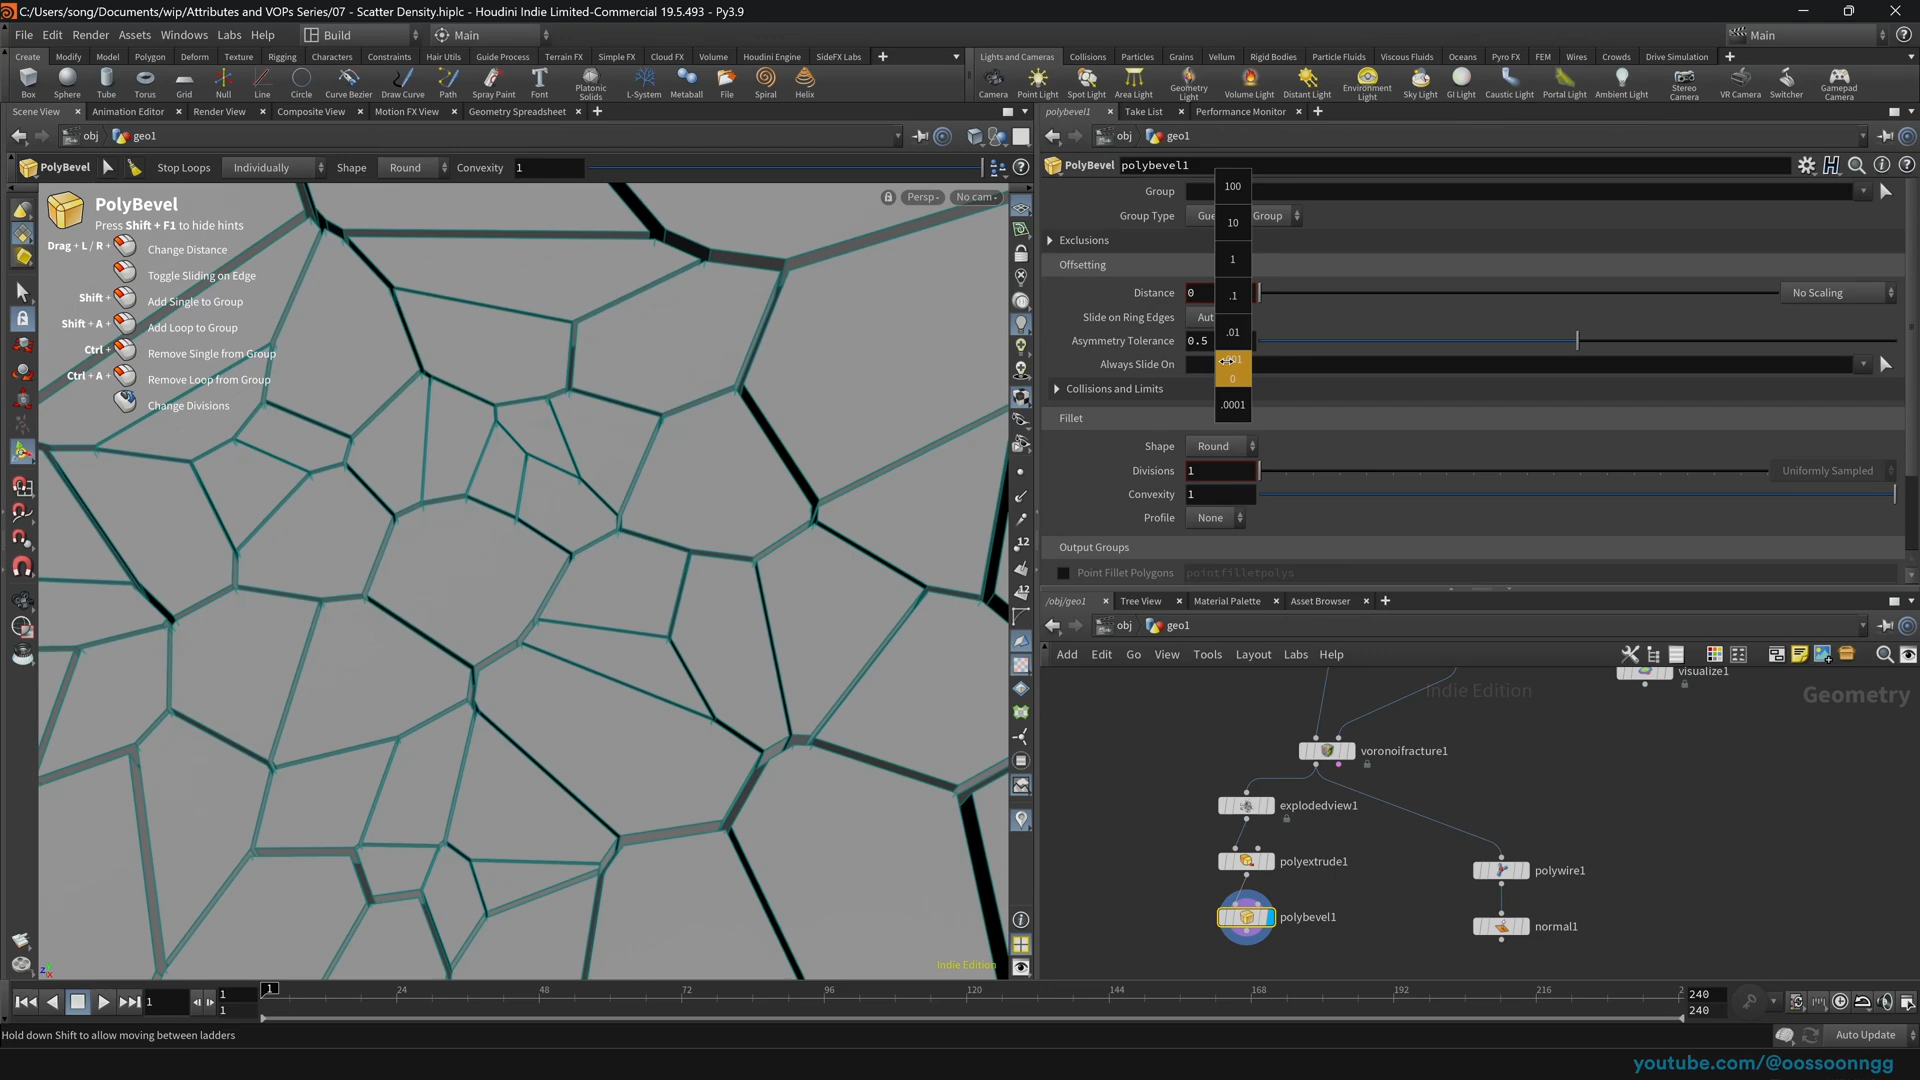 C:/Users/song/Documents/wip/Attributes and VOPs Series/07 - Scatter Density.hiplc - Houdini Indie Limited-Commercial 19.5.493 - Py3.9
File Edit Render Assets Windows Labs Help Build Main Main
Create Modify Model Polygon Deform Texture Rigging Characters Constraints Hair Utils Guide Process Terrain FX Simple FX Cloud FX Volume Houdini Engine SideFX Labs
Lights and Cameras Collisions Particles Grains Vellum Rigid Bodies Particle Fluids Viscous Fluids Oceans Pyro FX FEM Wires Crowds Drive Simulation
Box Sphere Tube Torus Grid Null Line Circle Curve Bezier Draw Curve Path Spray Paint Font Platonic Solids L-System Metaball File Spiral Helix
Camera Point Light Spot Light Area Light Geometry Light Volume Light Distant Light Environment Light Sky Light GI Light Caustic Light Portal Light Ambient Light Stereo Camera VR Camera Switcher Gamepad Camera
Scene View Animation Editor Render View Composite View Motion FX View Geometry Spreadsheet
polybevel1 Take List Performance Monitor
obj geo1
obj geo1
PolyBevel Stop Loops Individually Shape Round Convexity 1
PolyBevel polybevel1
PolyBevel
Press Shift + F1 to hide hints
Drag + L / R + Change Distance
Toggle Sliding on Edge
Shift + Add Single to Group
Shift + A + Add Loop to Group
Ctrl + Remove Single from Group
Ctrl + A + Remove Loop from Group
Change Divisions
Persp No cam
Indie Edition
Group
Group Type Gue Group
Exclusions
Offsetting
Distance 0 No Scaling
Slide on Ring Edges Aut
Asymmetry Tolerance 0.5
Always Slide On
Collisions and Limits
Fillet
Shape Round
Divisions 1 Uniformly Sampled
Convexity 1
Profile None
Output Groups
Point Fillet Polygons pointfilletpolys
100
10
1
.1
.01
0
.0001
/obj/geo1 Tree View Material Palette Asset Browser
obj geo1
Add Edit Go View Tools Layout Labs Help
Indie Edition
Geometry
visualize1
voronoifracture1
explodedview1
polyextrude1
polybevel1
polywire1
normal1
1 1 1 1 24 48 72 96 120 144 168 192 216 2 240 240
Hold down Shift to allow moving between ladders
Auto Update
youtube.com/@oossoonngg